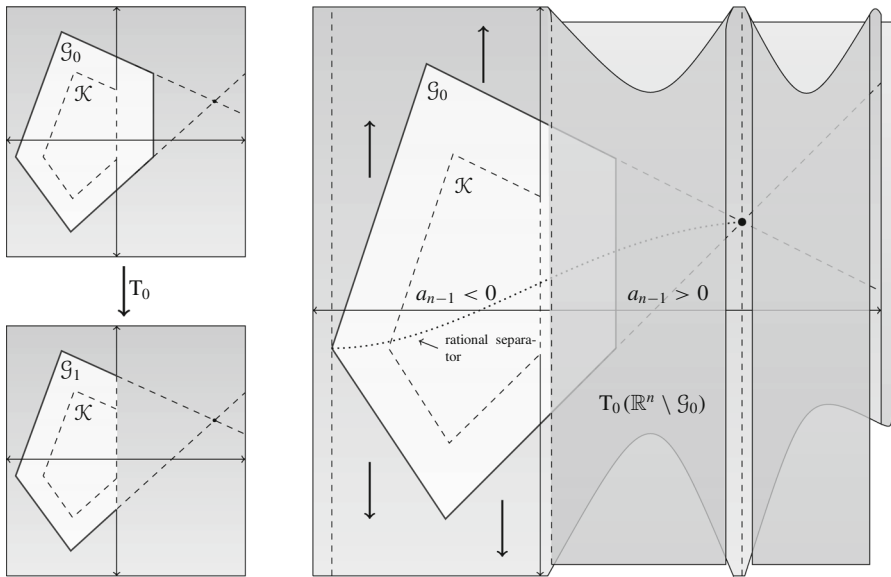 𝒢₀
𝒦
T₀
𝒢₁
𝒦
𝒢₀
𝒦
aₙ₋₁ < 0
aₙ₋₁ > 0
rational separa-
tor
T₀(ℝⁿ \ 𝒢₀)